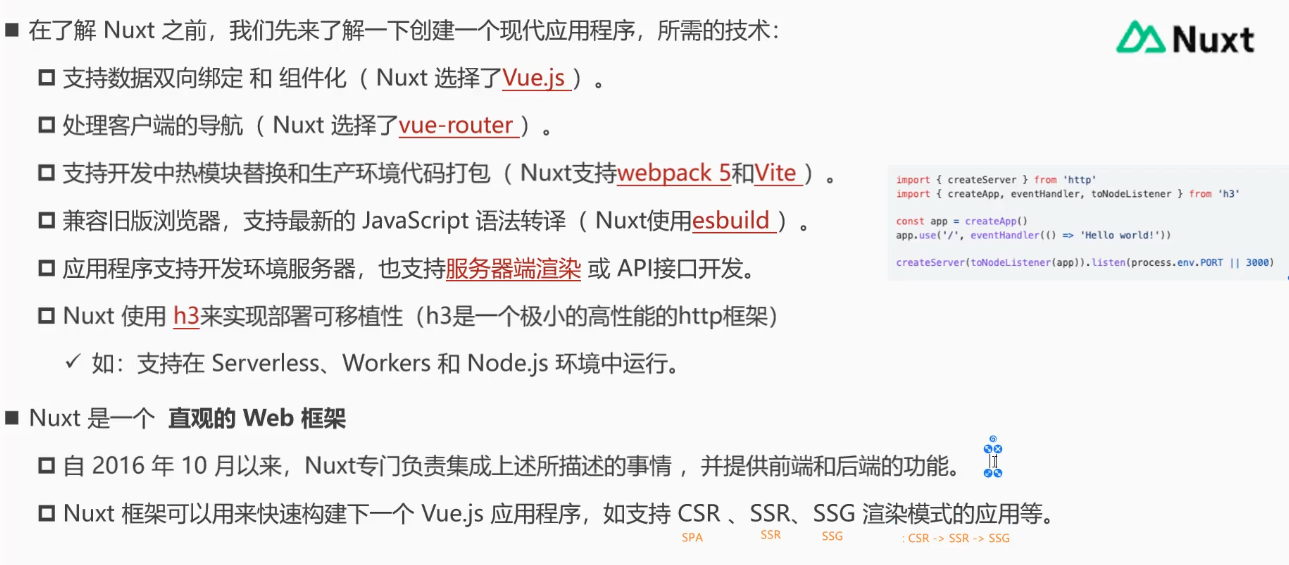 在了解 Nuxt 之前，我们先来了解一下创建一个现代应用程序，所需的技术：
Nuxt
支持数据双向绑定 和 组件化（ Nuxt 选择了Vue.js ）。
处理客户端的导航（ Nuxt 选择了vue-router ）。
支持开发中热模块替换和生产环境代码打包（ Nuxt支持webpack 5和Vite ）。
兼容旧版浏览器，支持最新的 JavaScript 语法转译（ Nuxt使用esbuild ）。
应用程序支持开发环境服务器，也支持服务器端渲染 或 API接口开发。
Nuxt 使用 h3来实现部署可移植性（h3是一个极小的高性能的http框架）
✓ 如：支持在 Serverless、Workers 和 Node.js 环境中运行。
import { createServer } from 'http'
import { createApp, eventHandler, toNodeListener } from 'h3'
const app = createApp()
app.use('/', eventHandler(() => 'Hello world!'))
createServer(toNodeListener(app)).listen(process.env.PORT || 3000)
Nuxt 是一个 直观的 Web 框架
自 2016 年 10 月以来，Nuxt专门负责集成上述所描述的事情 ，并提供前端和后端的功能。
Nuxt 框架可以用来快速构建下一个 Vue.js 应用程序，如支持 CSR 、SSR、SSG 渲染模式的应用等。
SPA SSR SSG : CSR -> SSR -> SSG